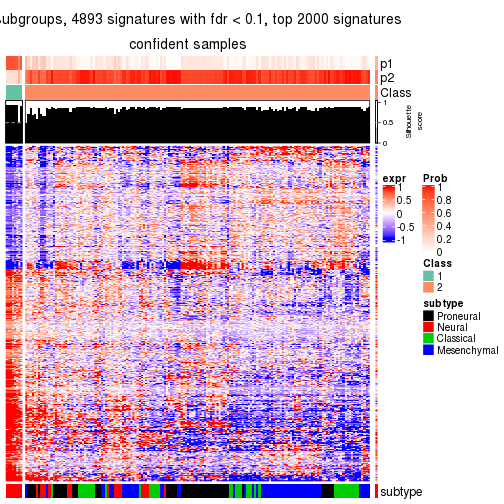 subgroups, 4893 signatures with fdr < 0.1, top 2000 signatures
confident samples
p1
p2
Class
1
0.5
0
Silhouette
score
expr
1
0.5
0
-0.5
-1
Prob
1
0.8
0.6
0.4
0.2
0
Class
1
2
subtype
Proneural
Neural
Classical
Mesenchymal
subtype